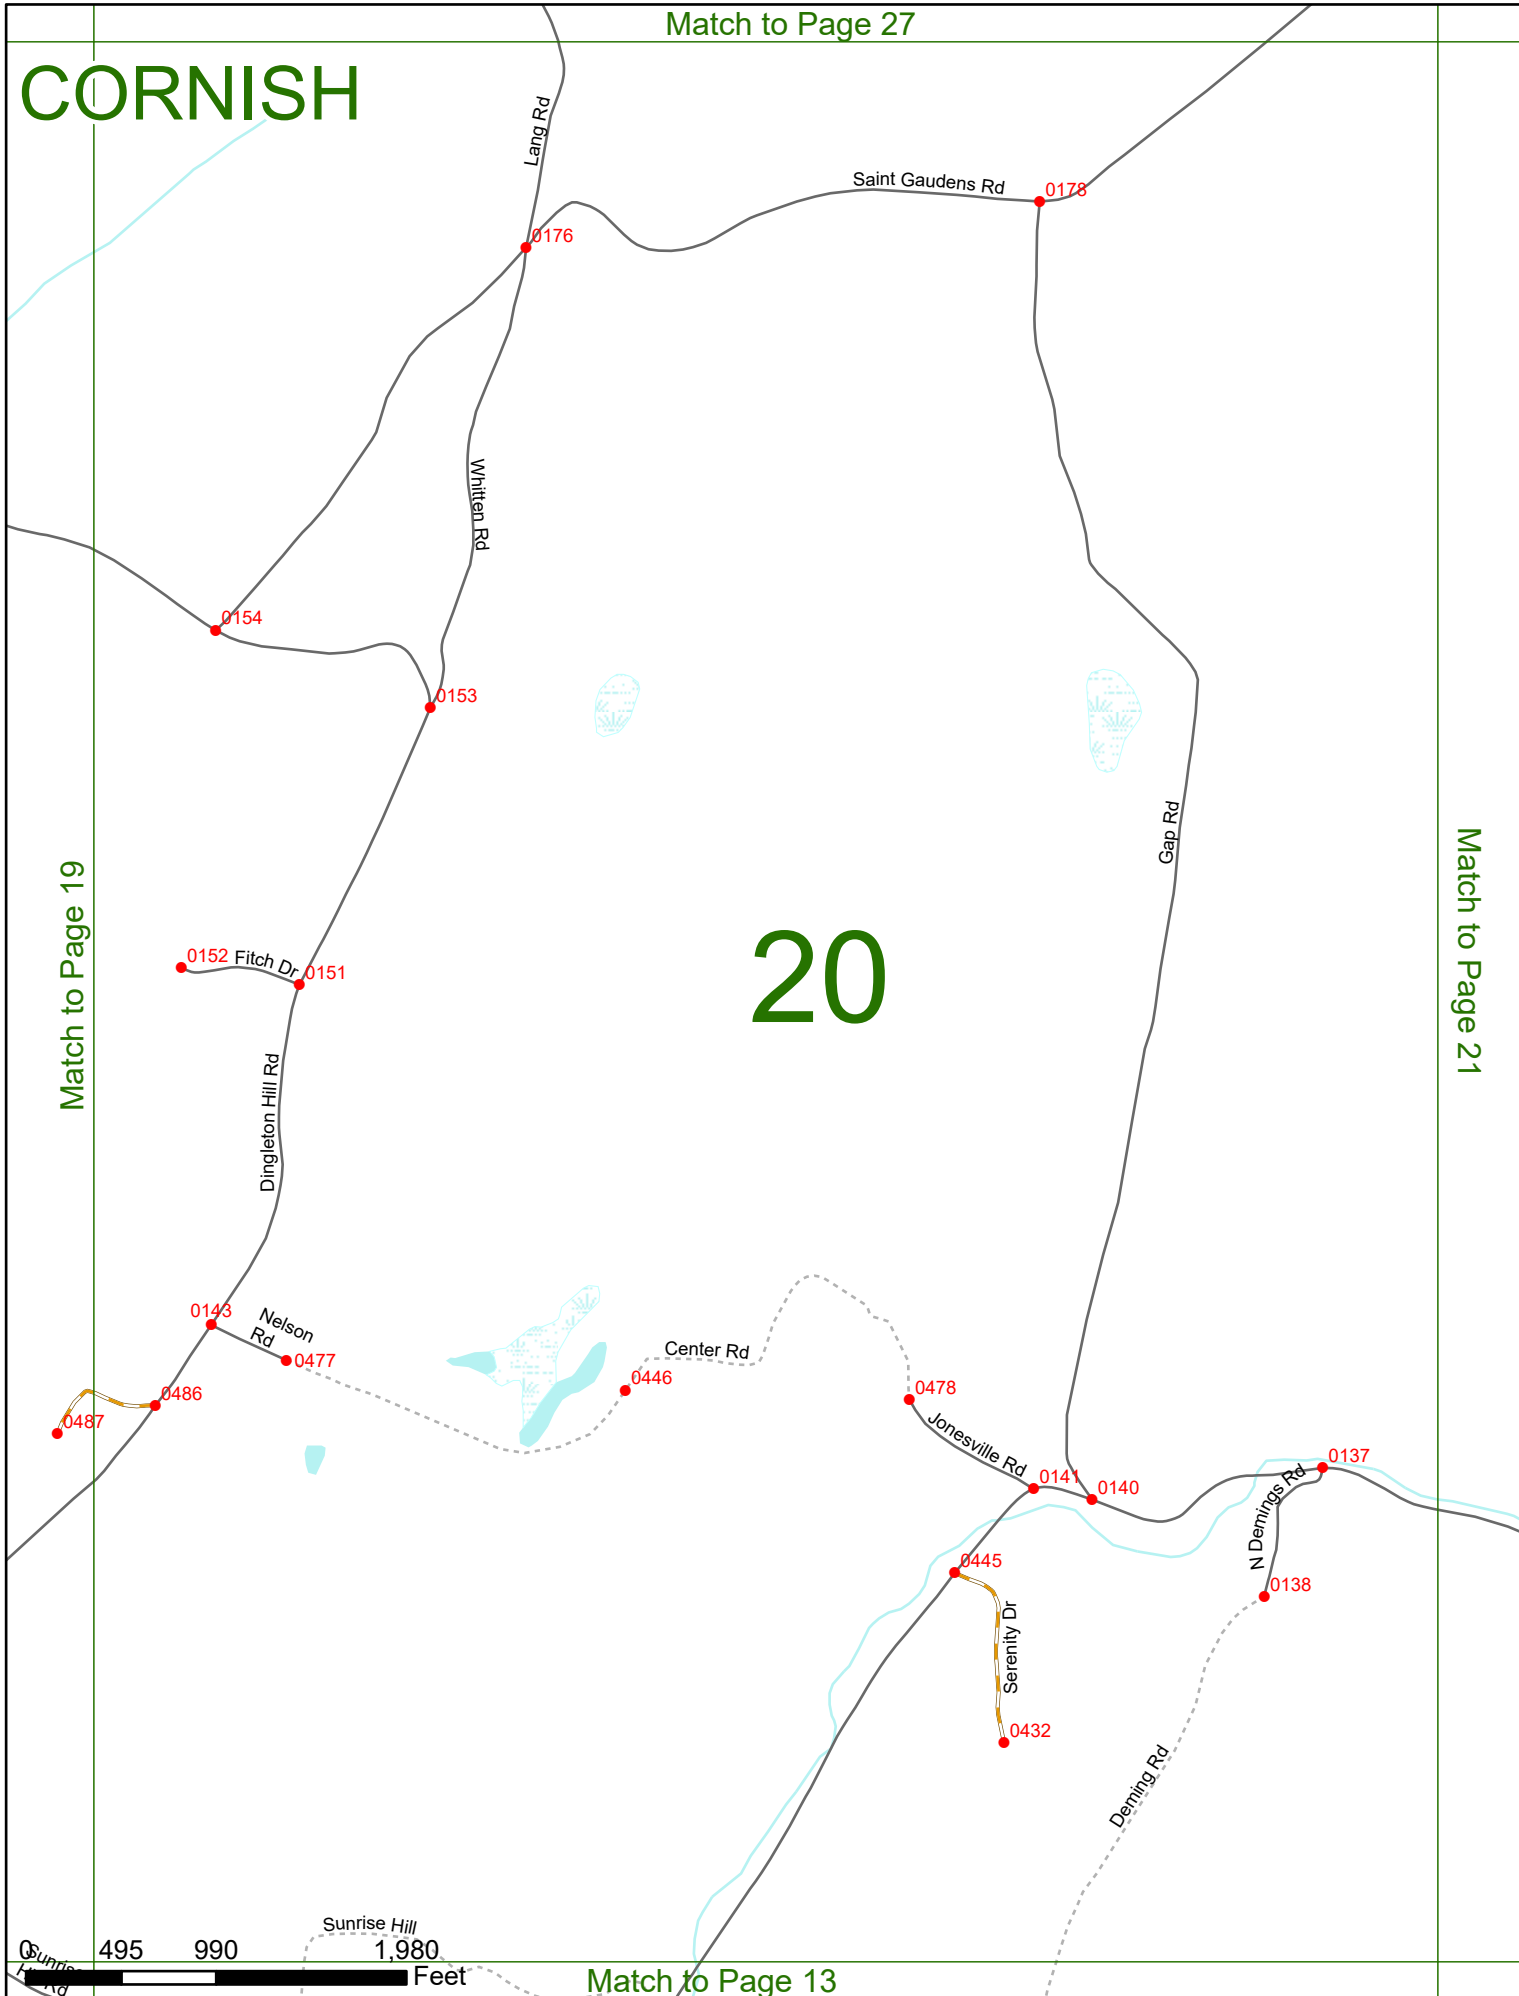 Match to Page 27
CORNISH
Lang Rd
Saint Gaudens Rd
0178
0176
Whitten Rd
0154
0153
Gap Rd
Match to Page 19
Match to Page 21
20
0152
Fitch Dr
0151
Dingleton Hill Rd
0143
Nelson
Rd
0477
Center Rd
0446
0486
0487
0478
Jonesville Rd
0141
0140
0137
N Demings Rd
0445
0138
Serenity Dr
0432
Deming Rd
Sunrise Hill
0
495
990
1,980
Feet
Sunrise
Hill Rd
Match to Page 13